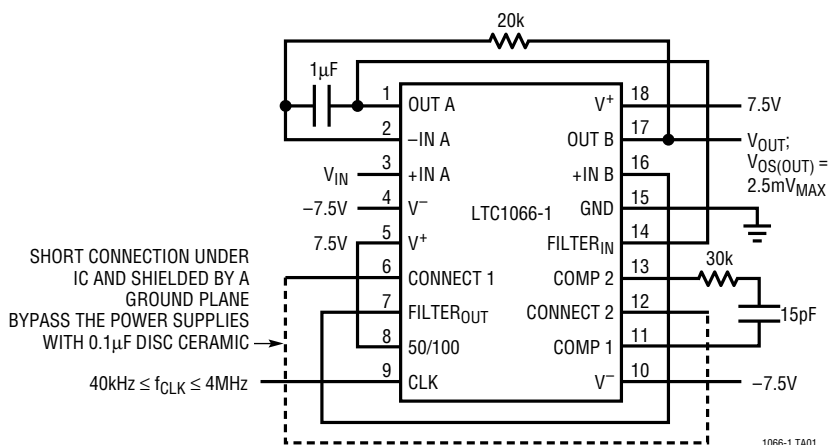 20k
1µF
1 OUT A V+ 18 7.5V
2 –IN A OUT B 17 VOUT;
VOS(OUT) =
2.5mVMAX
VIN 3 +IN A +IN B 16
–7.5V 4 V– LTC1066-1 GND 15
7.5V 5 V+ FILTERIN 14
6 CONNECT 1 COMP 2 13 30k
7 FILTEROUT CONNECT 2 12 15pF
8 50/100 COMP 1 11
40kHz ≤ fCLK ≤ 4MHz 9 CLK V– 10 –7.5V
SHORT CONNECTION UNDER
IC AND SHIELDED BY A
GROUND PLANE
BYPASS THE POWER SUPPLIES
WITH 0.1µF DISC CERAMIC
1066-1 TA01